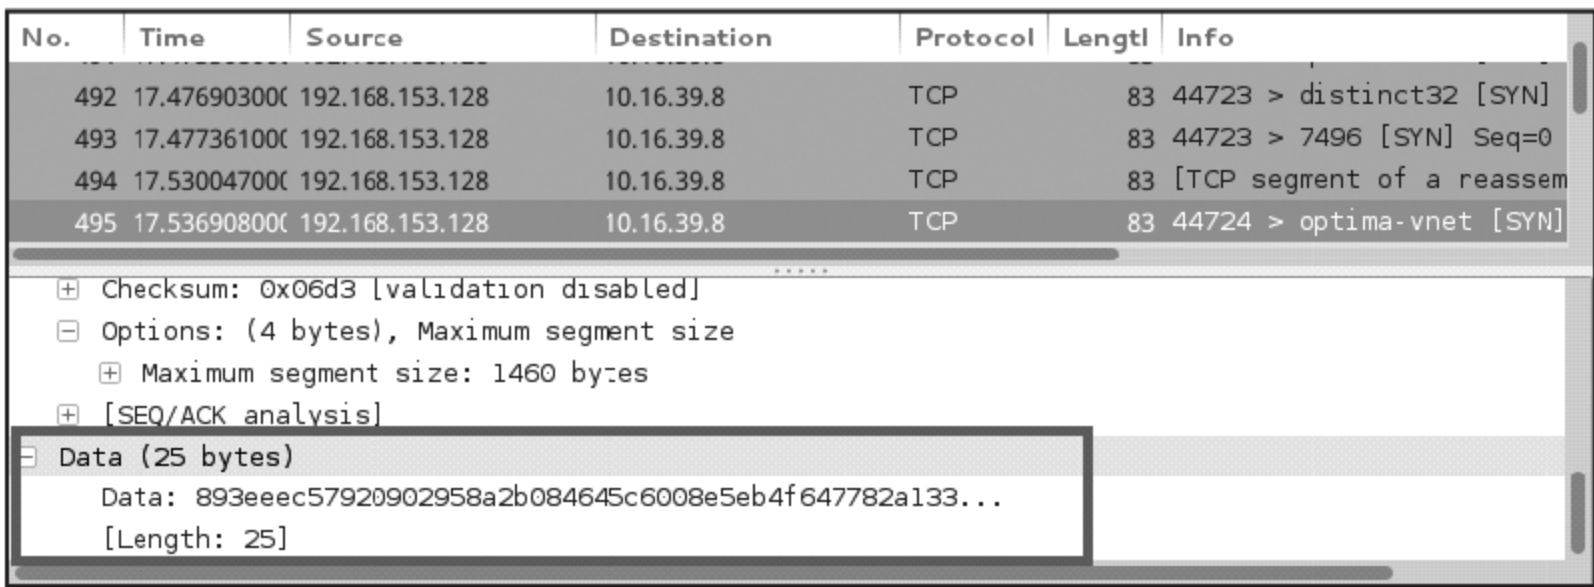 No. Time Source Destination Protocol Lengtl Info
492 17.476903000( 192.168.153.128 10.16.39.8 TCP 83 44723 > distinct32 [SYN]
493 17.477361000( 192.168.153.128 10.16.39.8 TCP 83 44723 > 7496 [SYN] Seq=0
494 17.530047000( 192.168.153.128 10.16.39.8 TCP 83 [TCP segment of a reassem
495 17.536908000( 192.168.153.128 10.16.39.8 TCP 83 44724 > optima-vnet [SYN]
Checksum: 0x06d3 [validation disabled]
Options: (4 bytes), Maximum segment size
Maximum segment size: 1460 bytes
[SEQ/ACK analysis]
Data (25 bytes)
Data: 893eeec57920902958a2b084645c6008e5eb4f647782a133...
[Length: 25]